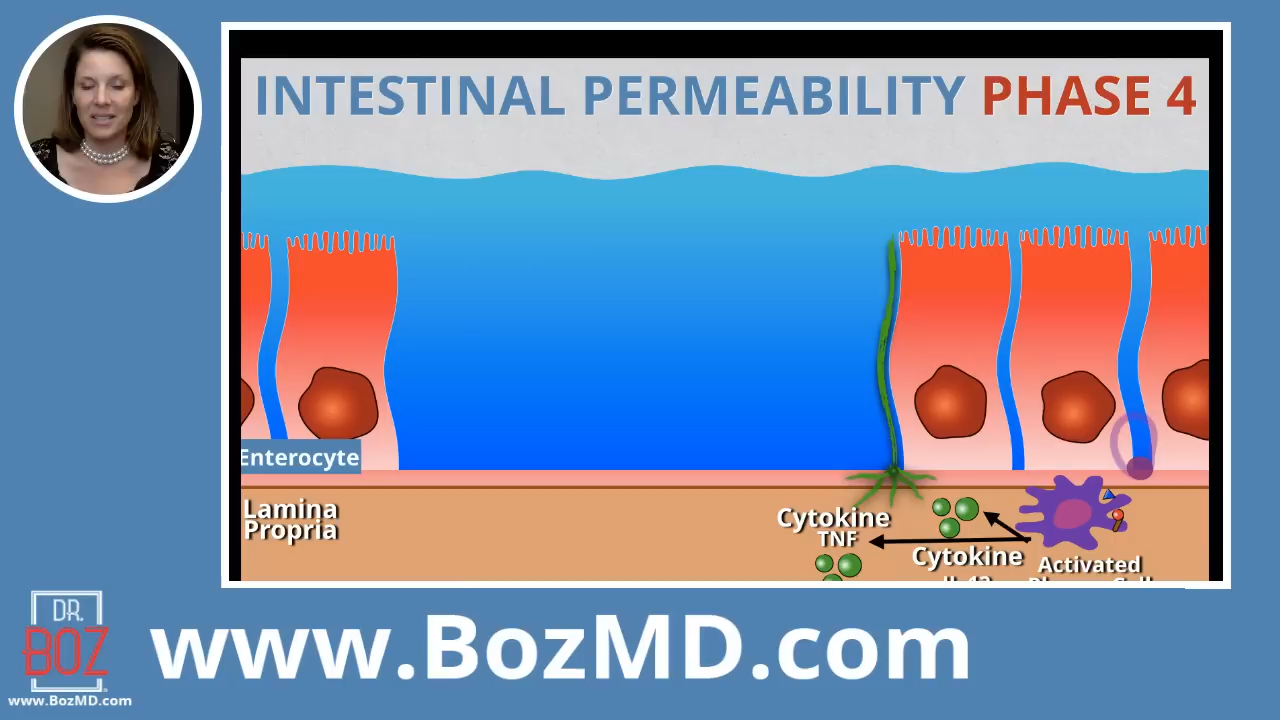 INTESTINAL PERMEABILITY PHASE 4
Enterocyte
Lamina
Propria
Cytokine
TNF
Cytokine
Activated
DR.
BOZ
www.BozMD.com
www.BozMD.com